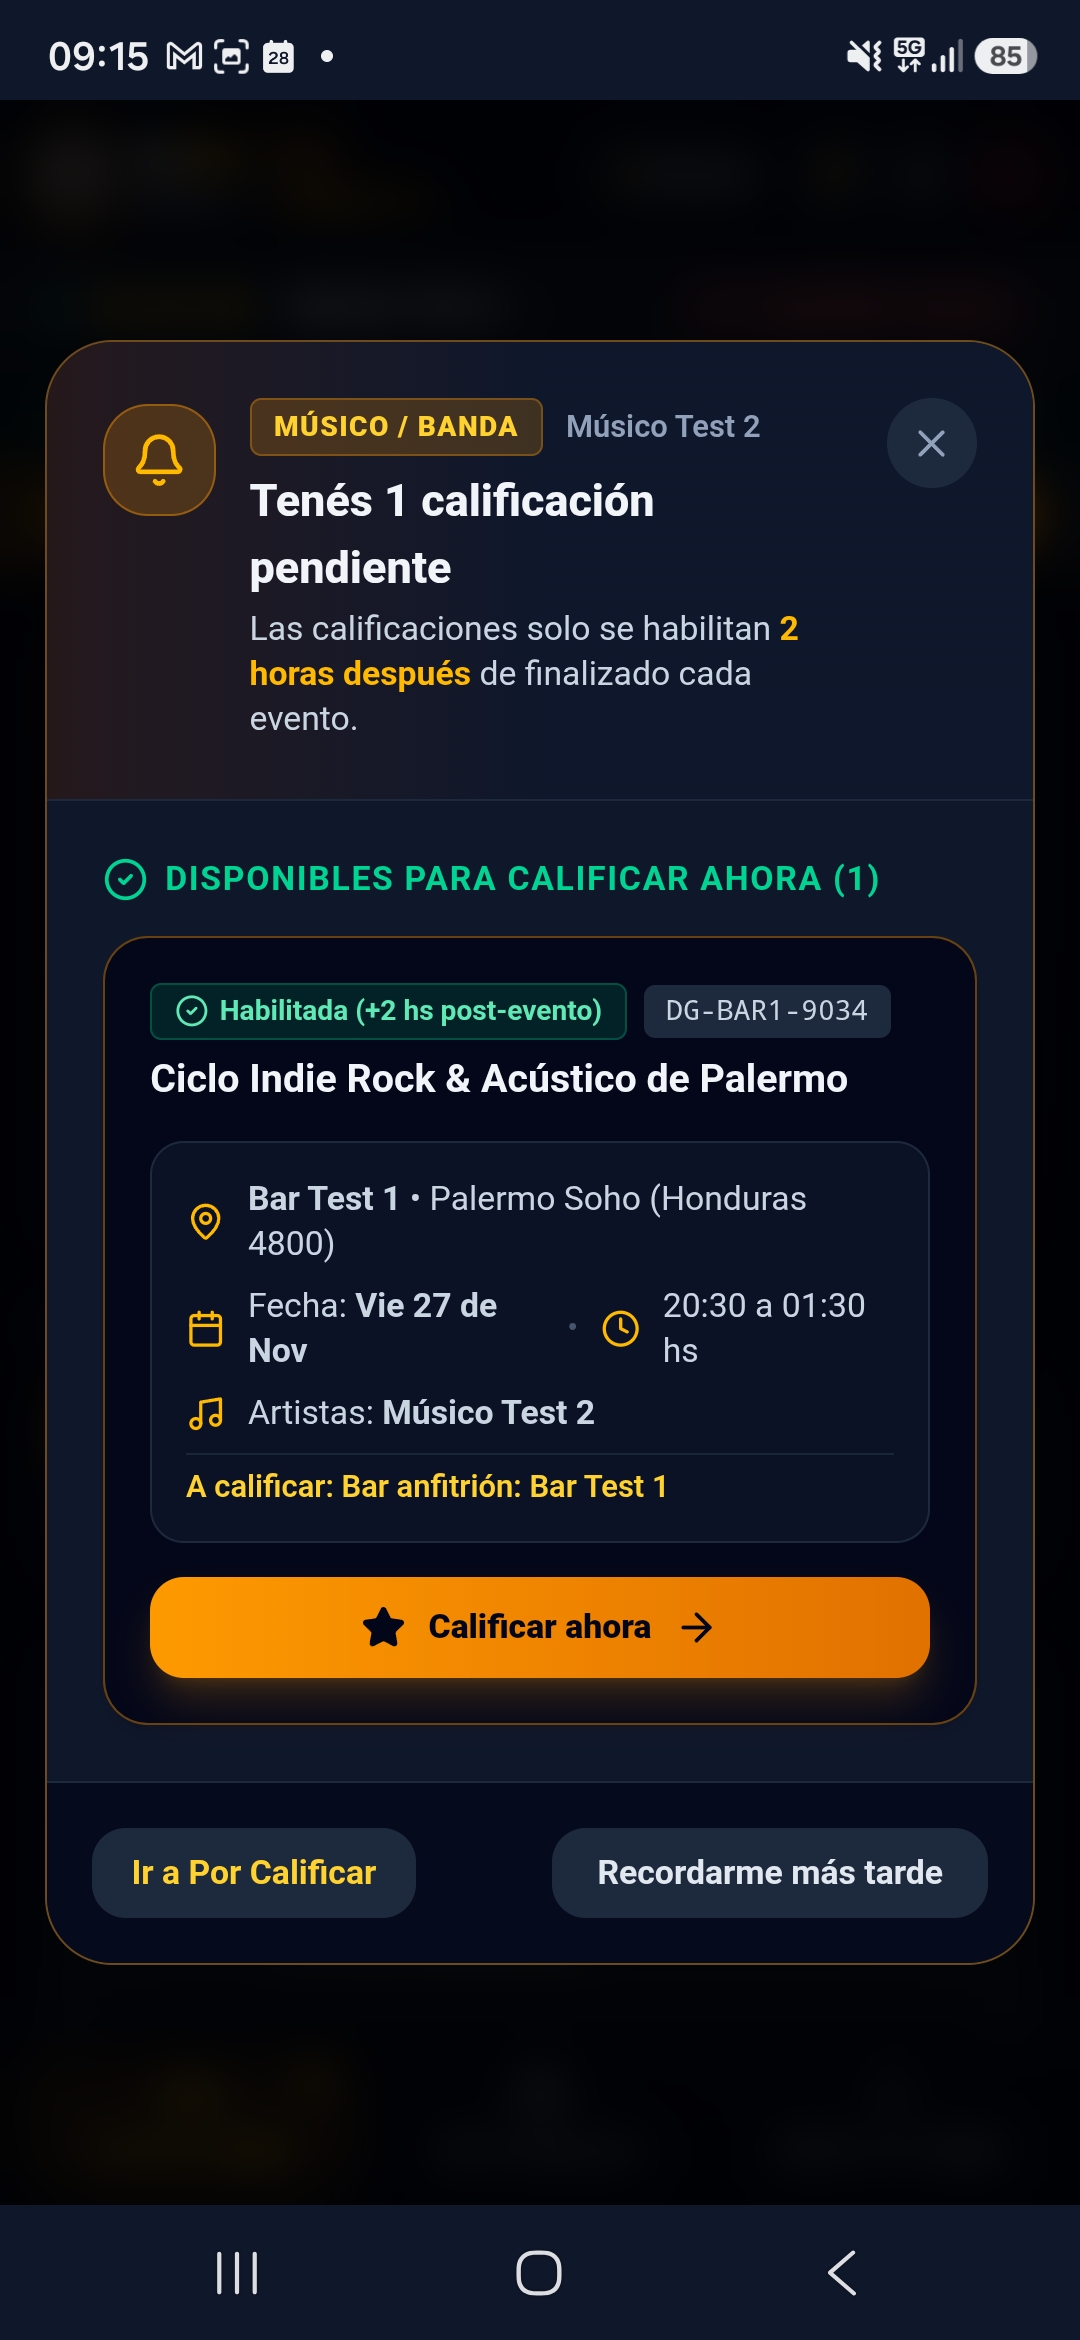 09:15
28
5G
85
MÚSICO / BANDA
Músico Test 2
Tenés 1 calificación
pendiente
Las calificaciones solo se habilitan 2
horas después de finalizado cada
evento.
DISPONIBLES PARA CALIFICAR AHORA (1)
Habilitada (+2 hs post-evento)
DG-BAR1-9034
Ciclo Indie Rock & Acústico de Palermo
Bar Test 1 • Palermo Soho (Honduras
4800)
Fecha: Vie 27 de
Nov
•
20:30 a 01:30
hs
Artistas: Músico Test 2
A calificar: Bar anfitrión: Bar Test 1
Calificar ahora
Ir a Por Calificar
Recordarme más tarde